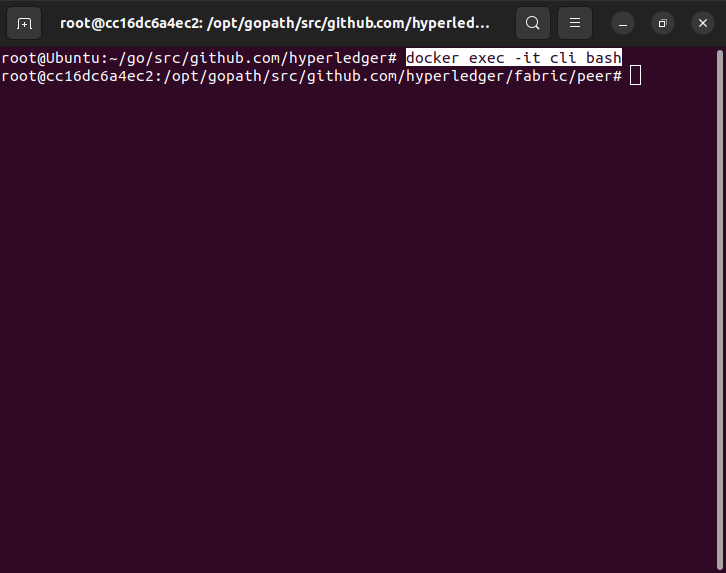 root@cc16dc6a4ec2: /opt/gopath/src/github.com/hyperled...
root@Ubuntu:~/go/src/github.com/hyperledger# docker exec -it cli bash
root@cc16dc6a4ec2:/opt/gopath/src/github.com/hyperledger/fabric/peer#